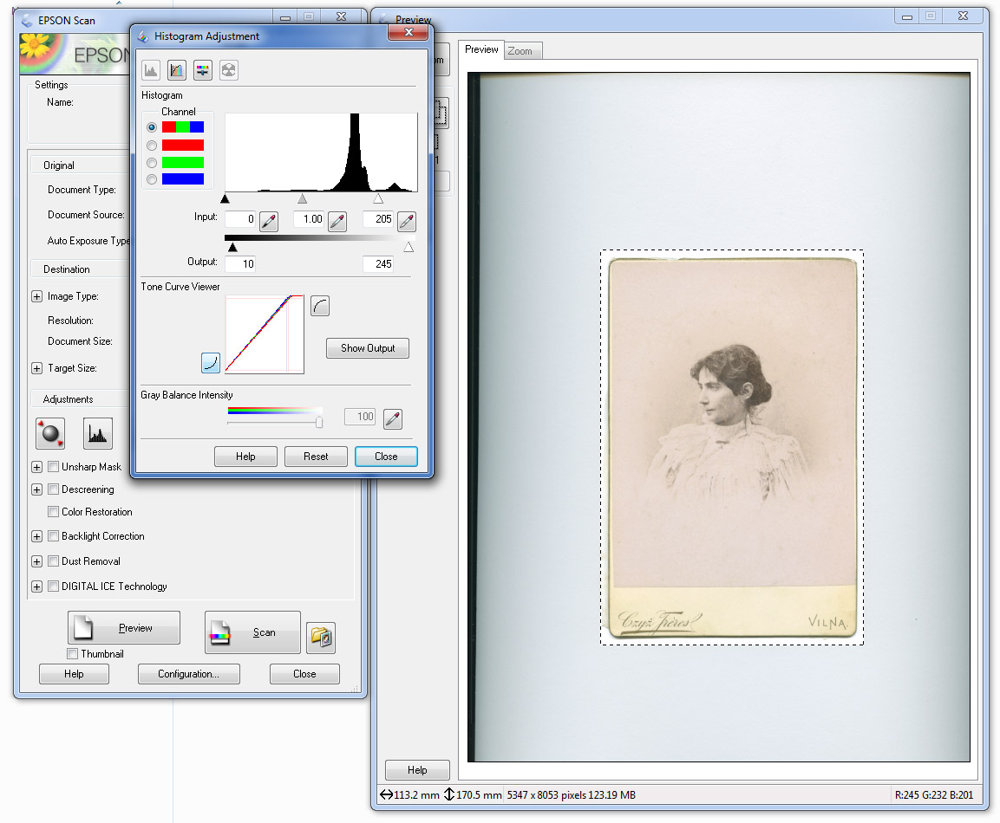 EPSON Scan
Settings
Name:
Original
Document Type:
Document Source:
Auto Exposure Type
Destination
Image Type:
Resolution:
Document Size:
Target Size:
Adjustments
Unsharp Mask
Descreening
Color Restoration
Backlight Correction
Dust Removal
DIGITAL ICE Technology
Preview
Scan
Thumbnail
Help
Configuration...
Close
Histogram Adjustment
Histogram
Channel
Input:
0
1.00
205
Output:
10
245
Tone Curve Viewer
Show Output
Gray Balance Intensity
100
Help
Reset
Close
Preview
Preview
Zoom
Czyż Frères
VILNA.
Help
113.2 mm
170.5 mm
5347 x 8053 pixels 123.19 MB
R:245 G:232 B:201